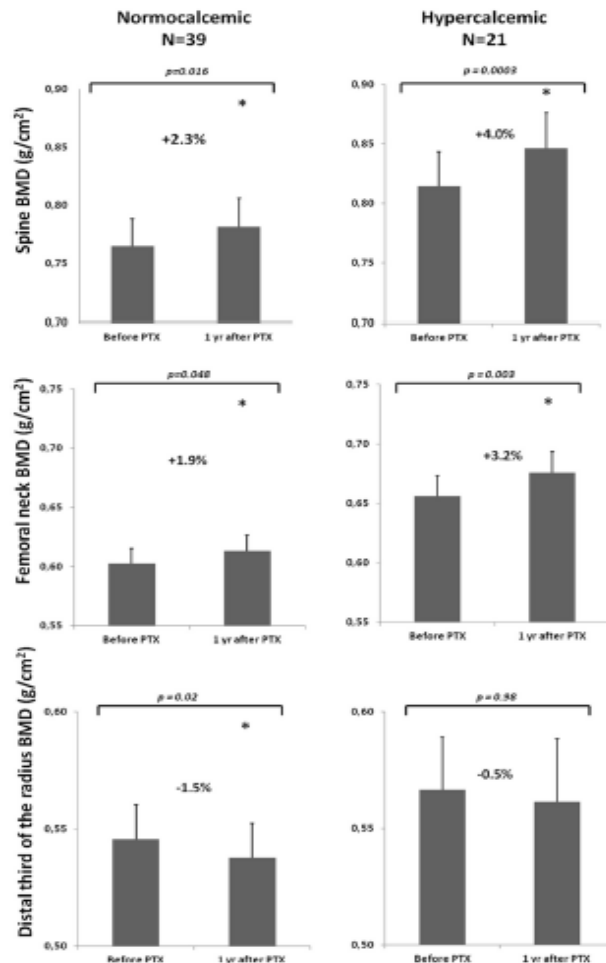 Normocalcemic
N=39
Hypercalcemic
N=21
Spine BMD (g/cm²)
0,90
0,85
0,80
0,75
0,70
p=0.016
*
+2.3%
Before PTX
1 yr after PTX
0,90
0,85
0,80
0,75
0,70
p = 0.0003
*
+4.0%
Before PTX
1 yr after PTX
Femoral neck BMD (g/cm²)
0,75
0,70
0,65
0,60
0,55
p=0.048
*
+1.9%
Before PTX
1 yr after PTX
0,75
0,70
0,65
0,60
0,55
p = 0.003
*
+3.2%
Before PTX
1 yr after PTX
Distal third of the radius BMD (g/cm²)
0,60
0,55
0,50
p = 0.02
*
-1.5%
Before PTX
1 yr after PTX
0,60
0,55
0,50
p = 0.98
-0.5%
Before PTX
1 yr after PTX